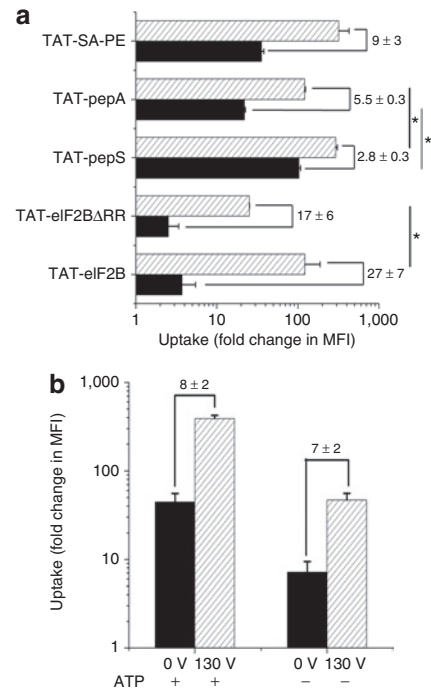 a
TAT-SA-PE
9 ± 3
TAT-pepA
5.5 ± 0.3
*
*
TAT-pepS
2.8 ± 0.3
TAT-eIF2BΔRR
17 ± 6
*
TAT-eIF2B
27 ± 7
1 10 100 1,000
Uptake (fold change in MFI)
b
1,000
8 ± 2
7 ± 2
100
10
1
Uptake (fold change in MFI)
0 V 130 V 0 V 130 V
ATP + + − −